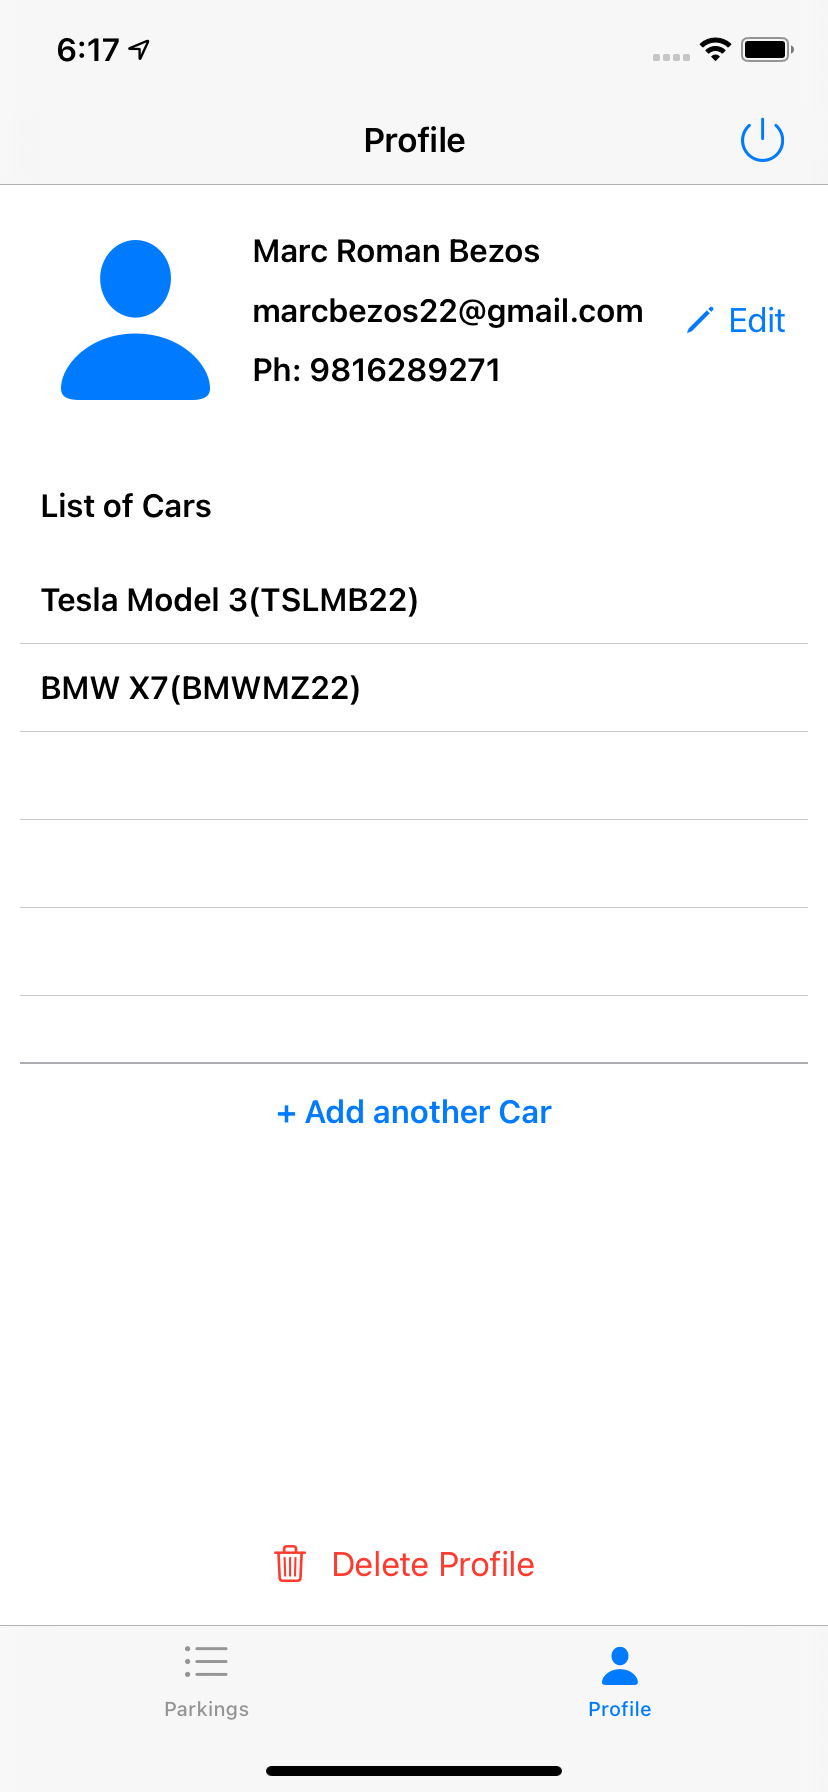 6:17
Profile
Marc Roman Bezos
marcbezos22@gmail.com
Edit
Ph: 9816289271
List of Cars
Tesla Model 3(TSLMB22)
BMW X7(BMWMZ22)
+ Add another Car
Delete Profile
Parkings
Profile